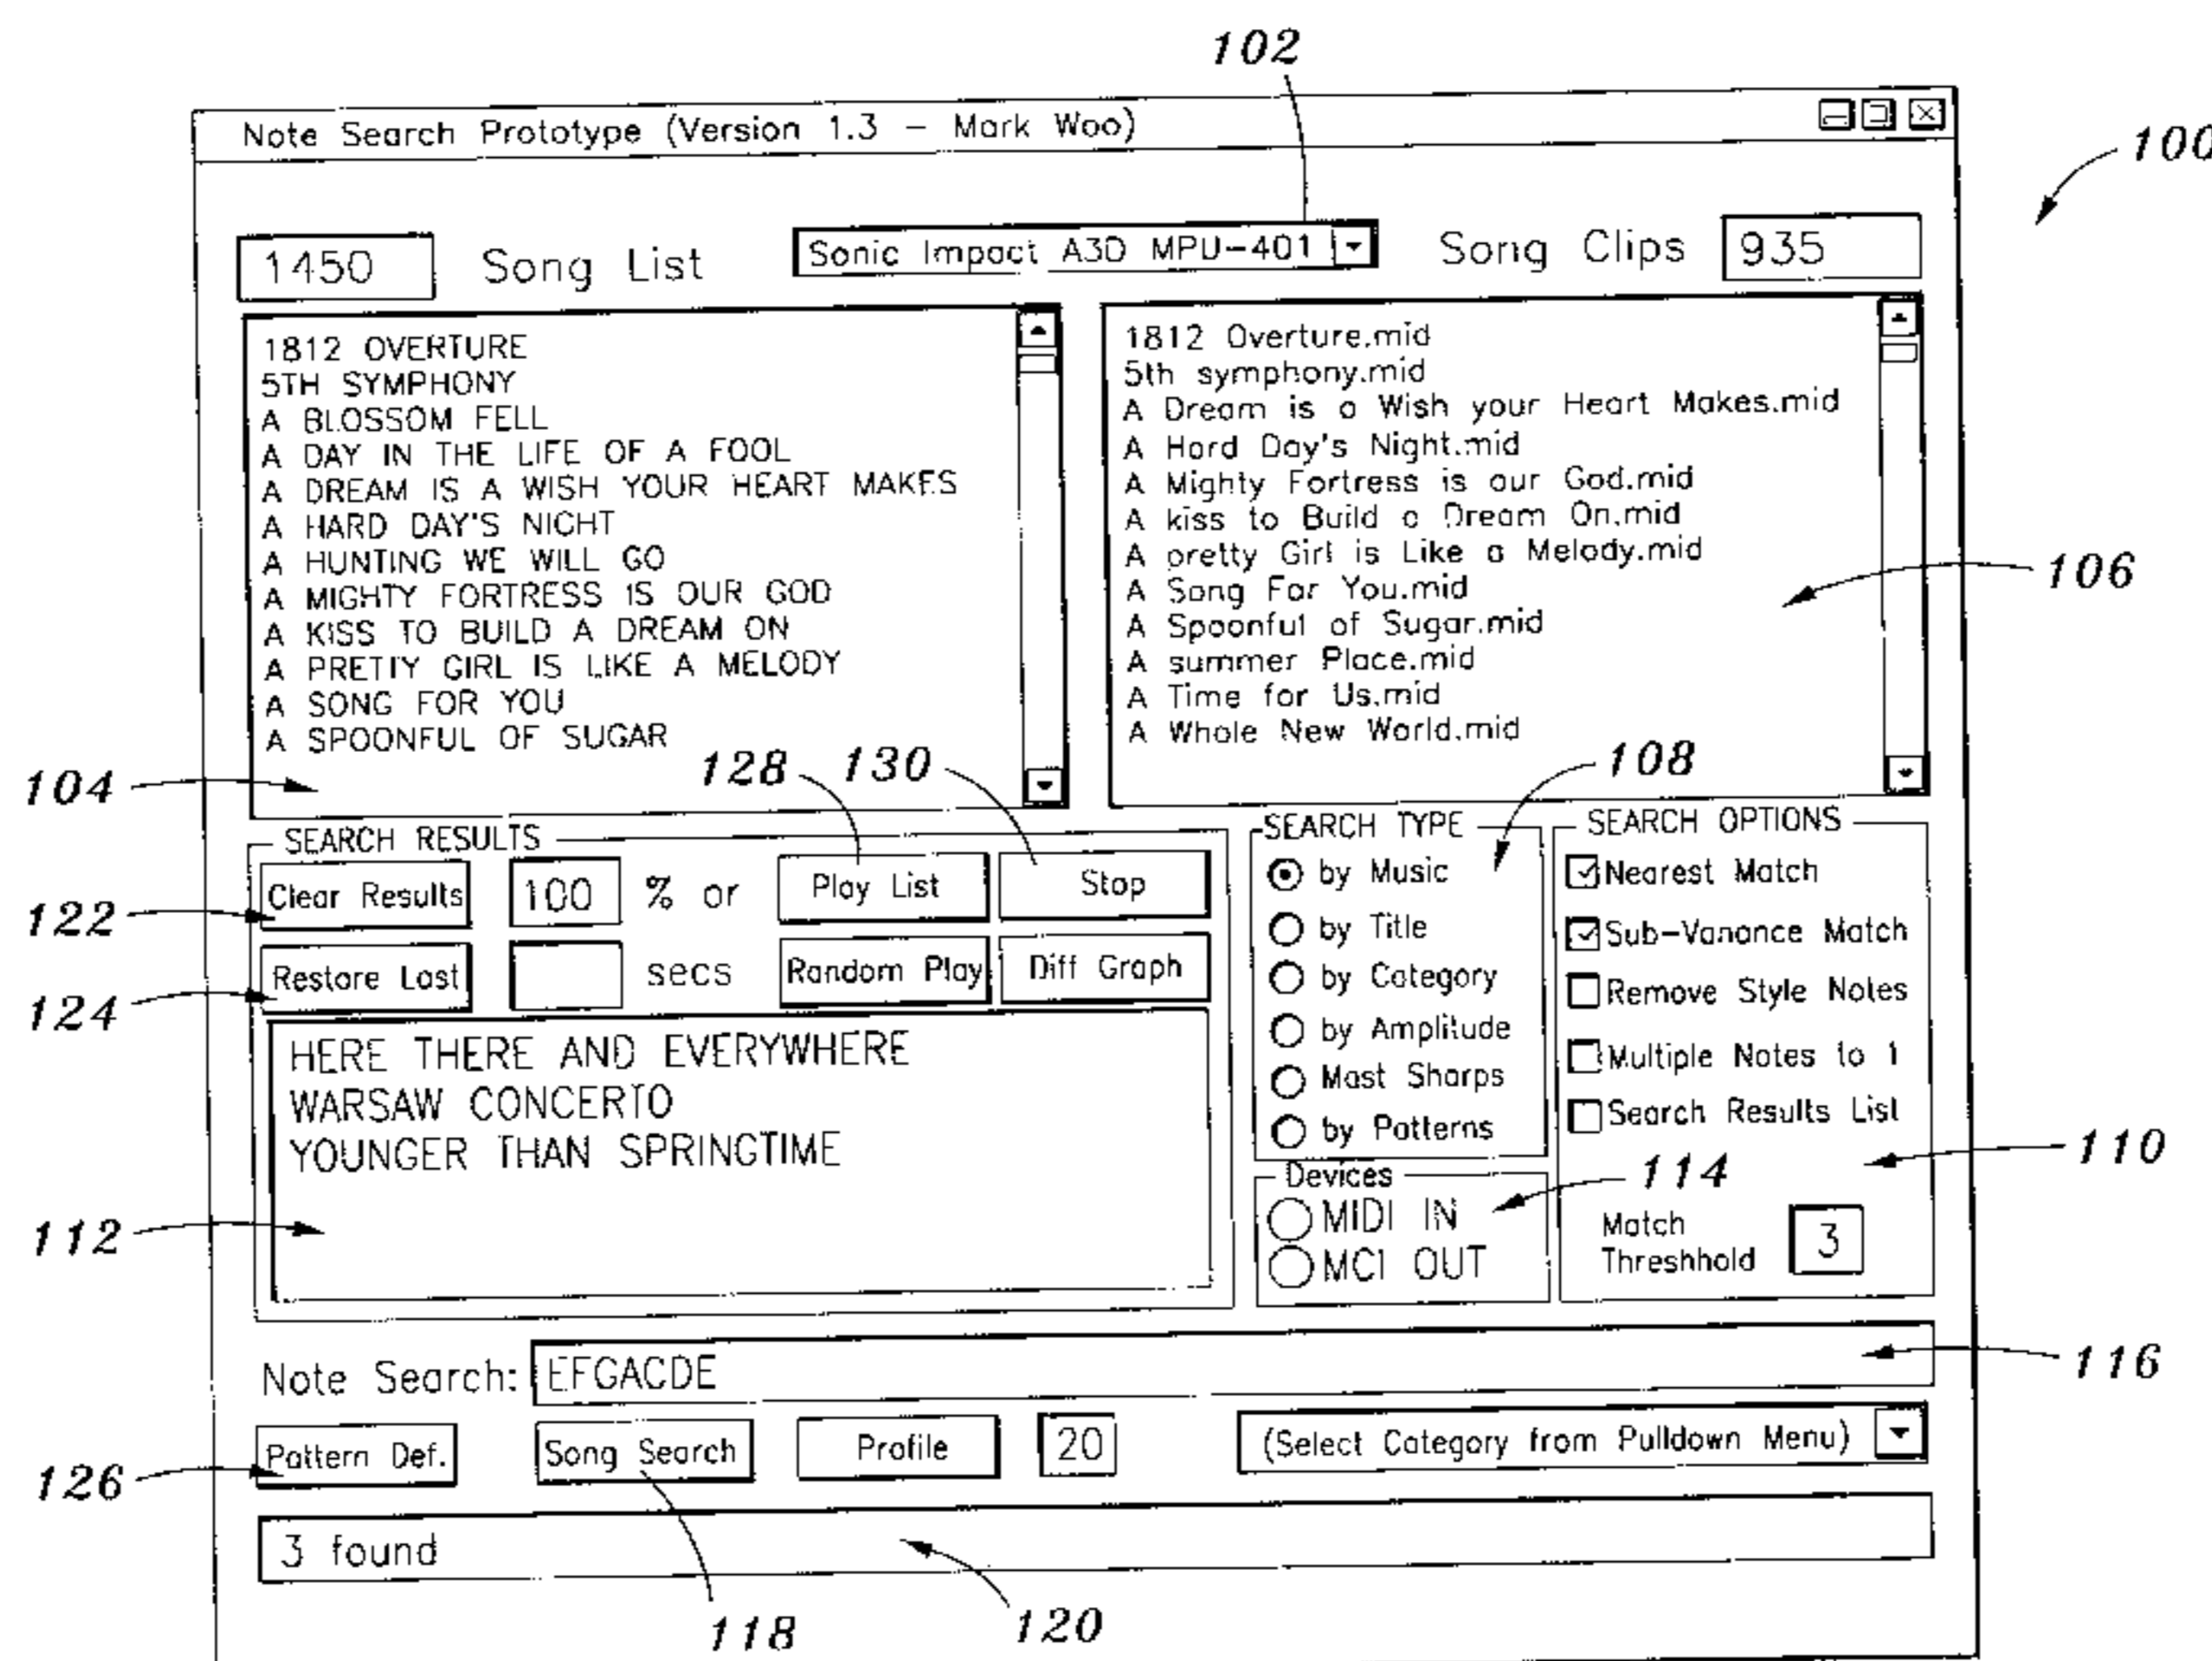 102
Note Search Prototype (Version 1.3 - Mark Woo)
100
1450 Song List Sonic Impact A3D MPU-401 Song Clips 935
1812 OVERTURE
5TH SYMPHONY
A BLOSSOM FELL
A DAY IN THE LIFE OF A FOOL
A DREAM IS A WISH YOUR HEART MAKES
A HARD DAY'S NIGHT
A HUNTING WE WILL GO
A MIGHTY FORTRESS IS OUR GOD
A KISS TO BUILD A DREAM ON
A PRETTY GIRL IS LIKE A MELODY
A SONG FOR YOU
A SPOONFUL OF SUGAR
104
1812 Overture.mid
5th symphony.mid
A Dream is a Wish your Heart Makes.mid
A Hard Day's Night.mid
A Mighty Fortress is our God.mid
A kiss to Build a Dream On.mid
A pretty Girl is Like a Melody.mid
A Song For You.mid
A Spoonful of Sugar.mid
A summer Place.mid
A Time for Us.mid
A Whole New World.mid
106
128 130 108
SEARCH RESULTS
Clear Results 100 % or Play List Stop
122
Restore Last secs Random Play Diff Graph
124
HERE THERE AND EVERYWHERE
WARSAW CONCERTO
YOUNGER THAN SPRINGTIME
112
SEARCH TYPE
by Music
by Title
by Category
by Amplitude
Most Sharps
by Patterns
Devices
MIDI IN
MCI OUT
114
SEARCH OPTIONS
Nearest Match
Sub-Variance Match
Remove Style Notes
Multiple Notes to 1
Search Results List
110
Match
Threshhold 3
Note Search: EFGACDE
116
Pattern Def. Song Search Profile 20 (Select Category from Pulldown Menu)
126
3 found
118 120